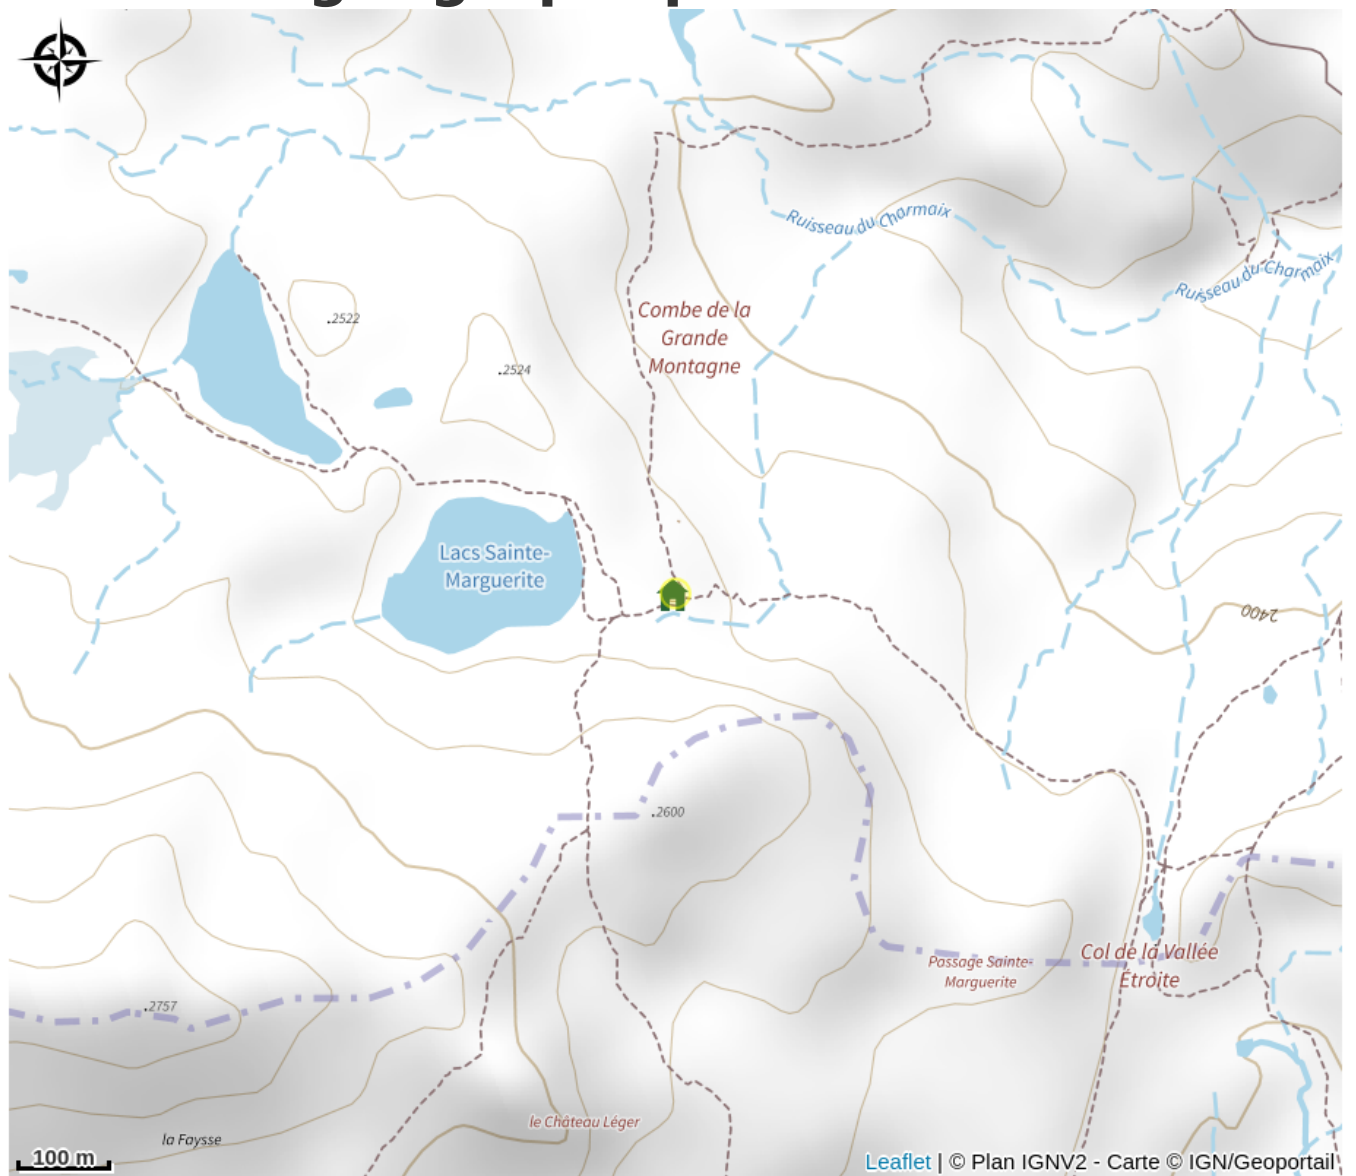 Ruisseau du Charmaix
Ruisseau du Charmaix
Combe de la
Grande
Montagne
.2522
.2524
Lacs Sainte-
Marguerite
2400
.2600
Passage Sainte-
Marguerite
Col de la Vallée
Étroite
.2757
le Château Léger
la Faysse
100 m
Leaflet | © Plan IGNV2 - Carte © IGN/Geoportail